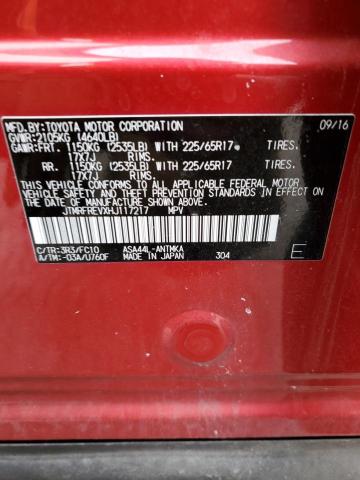 MFD.BY:TOYOTA MOTOR CORPORATION 09/16
GVWR:2105KG (4640LB)
GAWR:FRT. 1150KG (2535LB) WITH 225/65R17 TIRES.
17X7J RIMS.
RR. 1150KG (2535LB) WITH 225/65R17 TIRES.
17X7J RIMS.
THIS VEHICLE CONFORMS TO ALL APPLICABLE FEDERAL MOTOR
VEHICLE SAFETY AND THEFT PREVENTION STANDARDS IN EFFECT ON
THE DATE OF MANUFACTURE SHOWN ABOVE.
JTMRFREVXHJ117217 MPV
C/TR:3R3/FC10 ASA44L-ANTMKA
A/TM:-03A/U760F MADE IN JAPAN 304 E